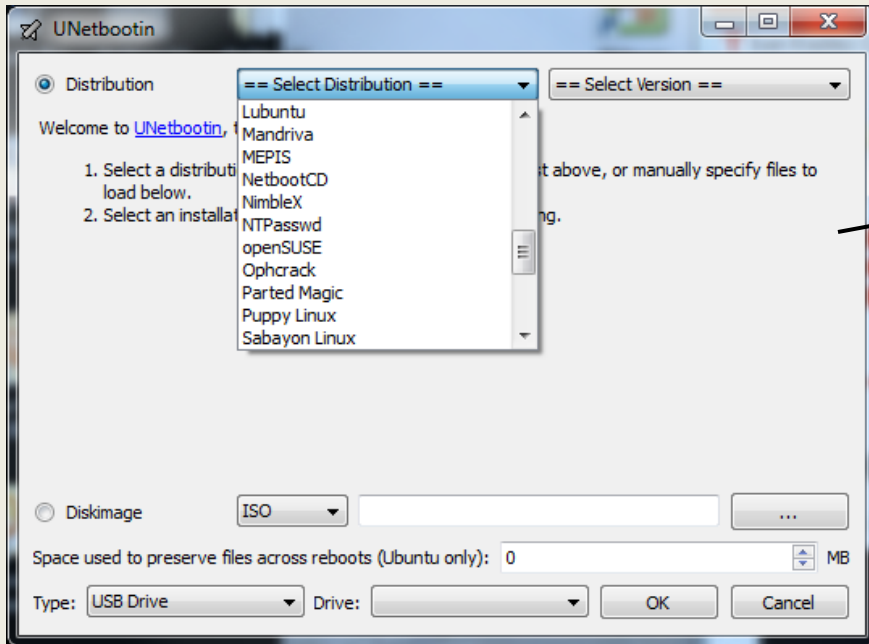 UNetbootin
Distribution == Select Distribution == == Select Version ==
Welcome to UNetbootin, t
1. Select a distributi st above, or manually specify files to
load below.
2. Select an installat ng.
Lubuntu
Mandriva
MEPIS
NetbootCD
NimbleX
NTPasswd
openSUSE
Ophcrack
Parted Magic
Puppy Linux
Sabayon Linux
Diskimage ISO ...
Space used to preserve files across reboots (Ubuntu only): 0 MB
Type: USB Drive Drive: OK Cancel